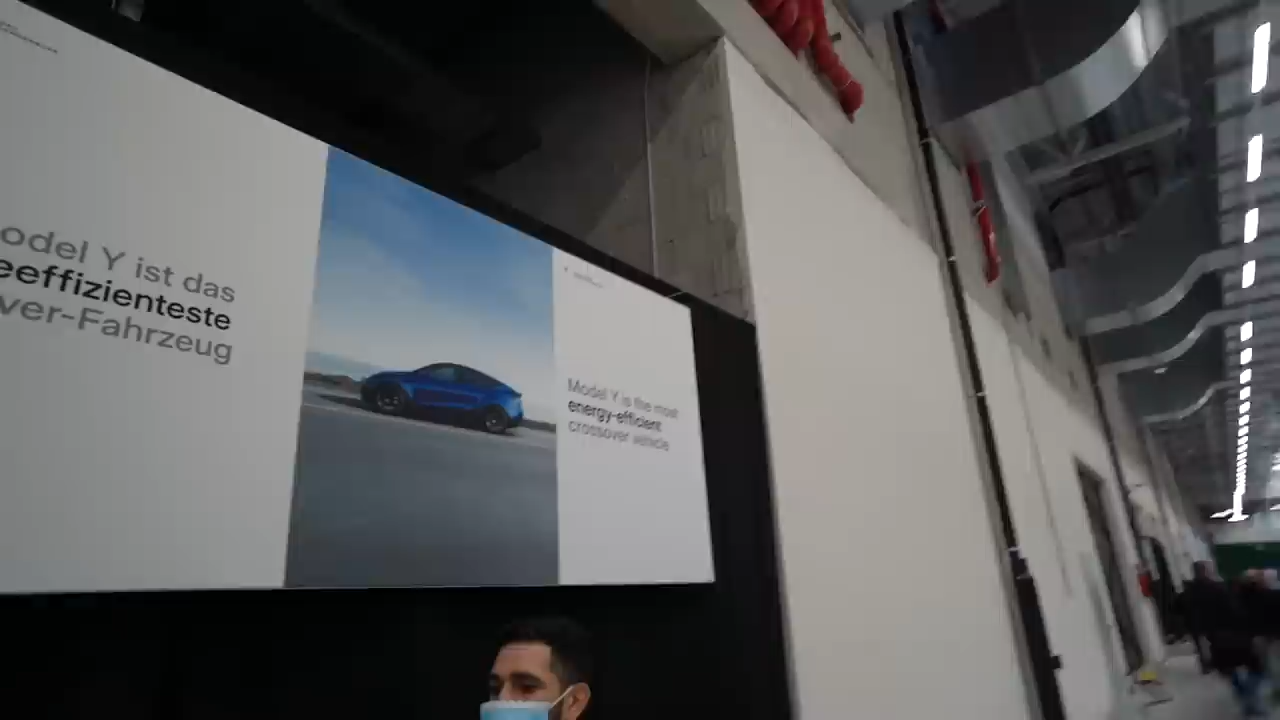 odel Y ist das
eeffizienteste
ver-Fahrzeug
Model Y is the most
energy-efficient
crossover vehicle